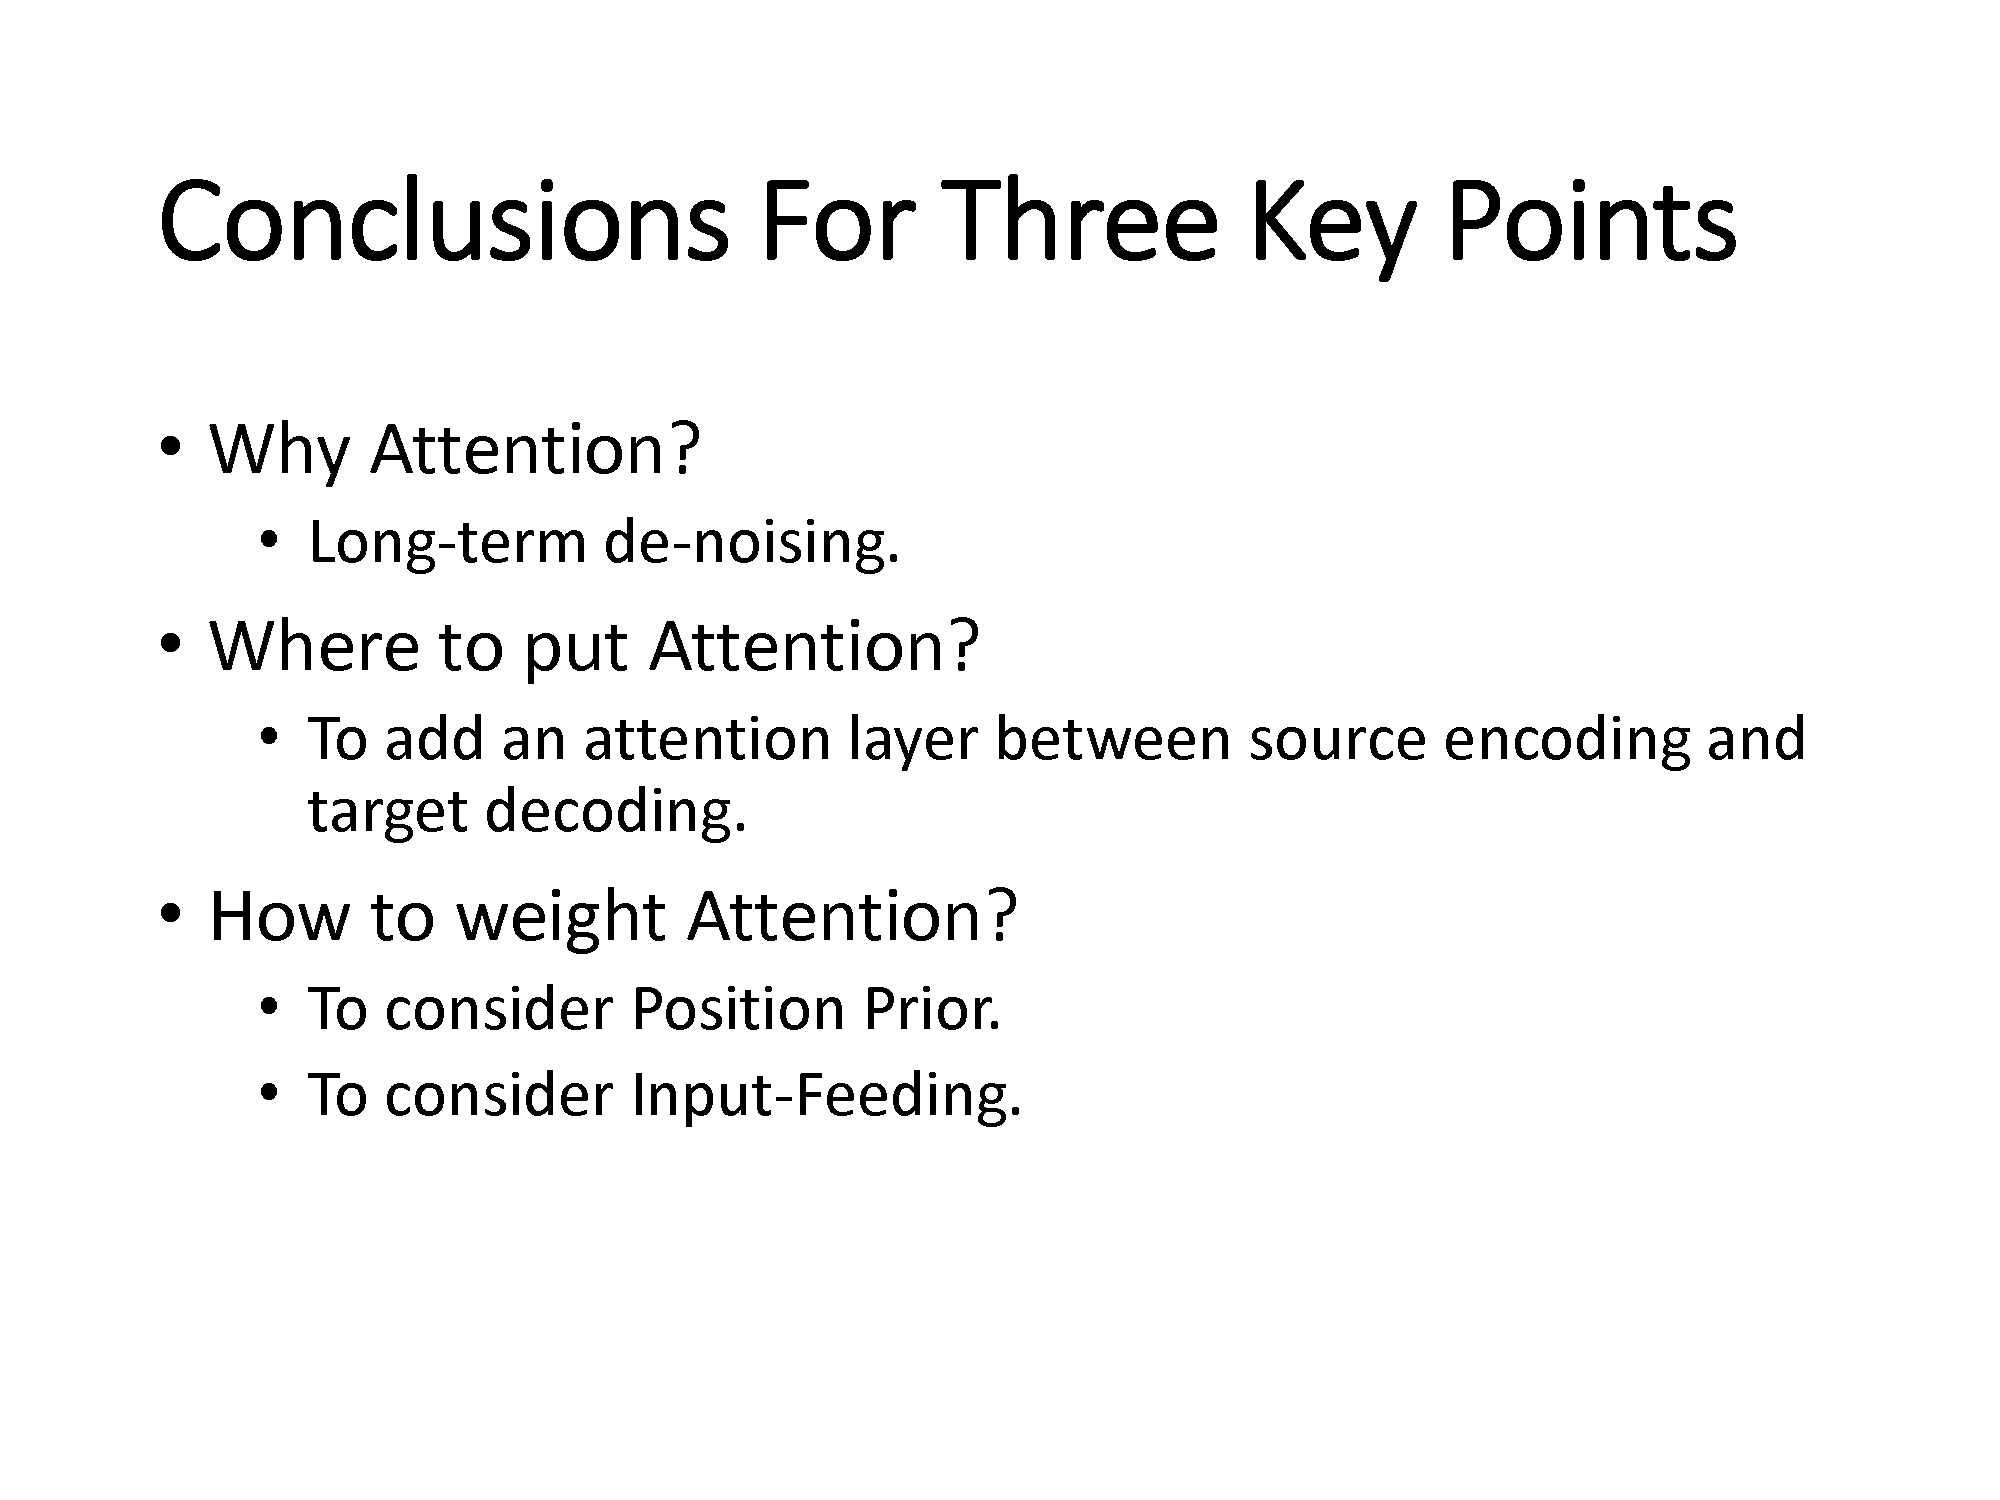 Conclusions For Three Key Points
• Why Attention?
• Long-term de-noising.
• Where to put Attention?
• To add an attention layer between source encoding and
target decoding.
• How to weight Attention?
• To consider Position Prior.
• To consider Input-Feeding.